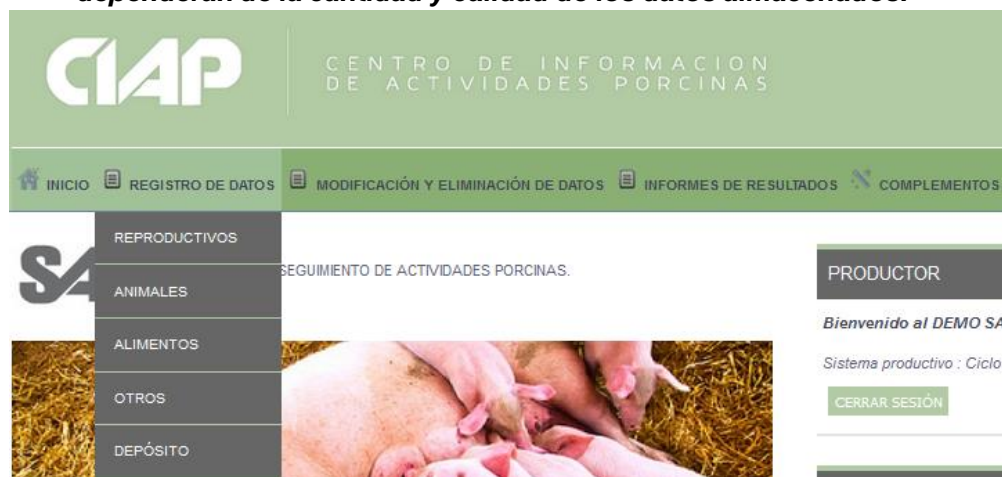 dependerán de la cantidad y calidad de los datos almacenados.
CIAP
CENTRO DE INFORMACION
DE ACTIVIDADES PORCINAS
INICIO REGISTRO DE DATOS MODIFICACIÓN Y ELIMINACIÓN DE DATOS INFORMES DE RESULTADOS COMPLEMENTOS
REPRODUCTIVOS
SEGUIMIENTO DE ACTIVIDADES PORCINAS.
ANIMALES
ALIMENTOS
OTROS
DEPÓSITO
PRODUCTOR
Bienvenido al DEMO SA
Sistema productivo : Ciclo
CERRAR SESIÓN